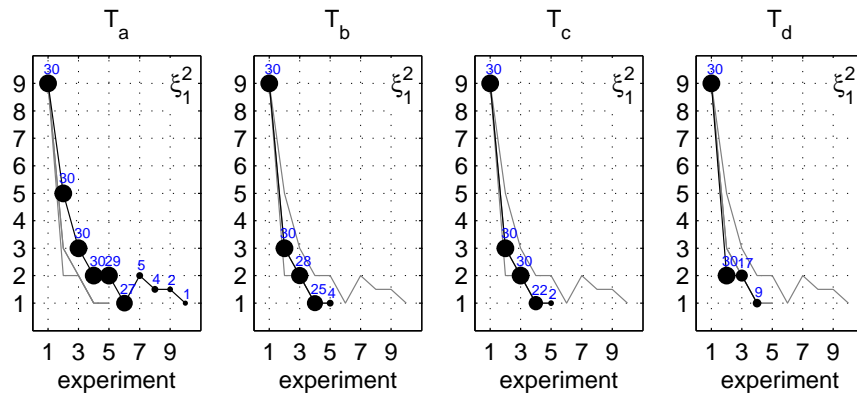 T_a T_b T_c T_d
30 ξ_1^2 30 ξ_1^2 30 ξ_1^2 30 ξ_1^2
9 9 9 9
8 8 8 8
7 7 7 7
6 6 6 6
30
5 5 5 5
4 4 4 4
30 30 30
3 3 3 3
30 29 5 28 30 30 17
2 4 2 2 2 2
27 1 25 4 22 2 9
1 1 1 1
1 3 5 7 9 1 3 5 7 9 1 3 5 7 9 1 3 5 7 9
experiment experiment experiment experiment